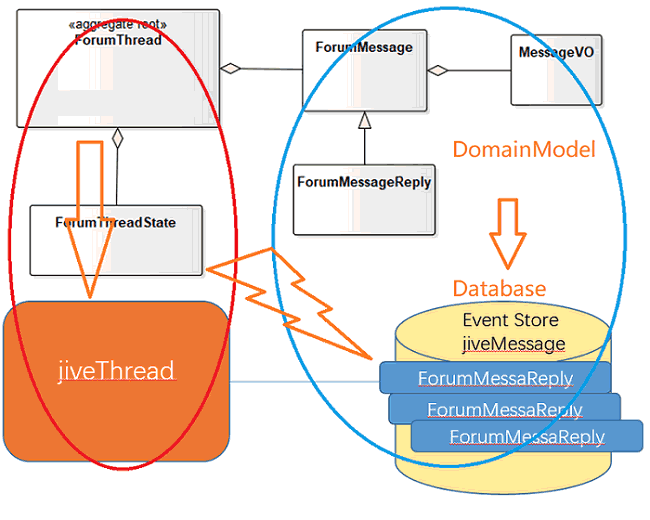 «aggregate root»
ForumThread
ForumMessage
MessageVO
DomainModel
ForumMessageReply
ForumThreadState
Database
Event Store
jiveMessage
jiveThread
ForumMessaReply
ForumMessaReply
ForumMessaReply